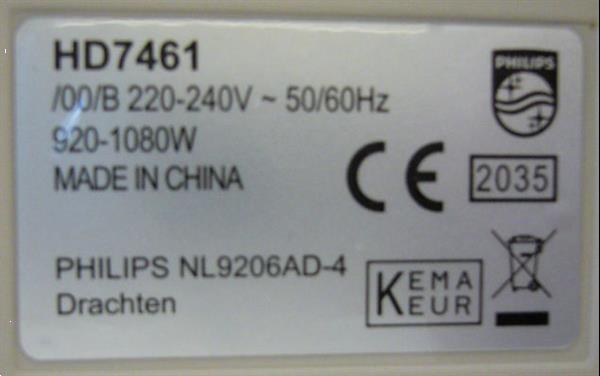 HD7461
/00/B 220-240V ~ 50/60Hz
920-1080W
MADE IN CHINA
PHILIPS
CE
2035
PHILIPS NL9206AD-4
Drachten
KEMA
KEUR